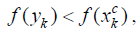 f(y_k) < f(x_k^c),